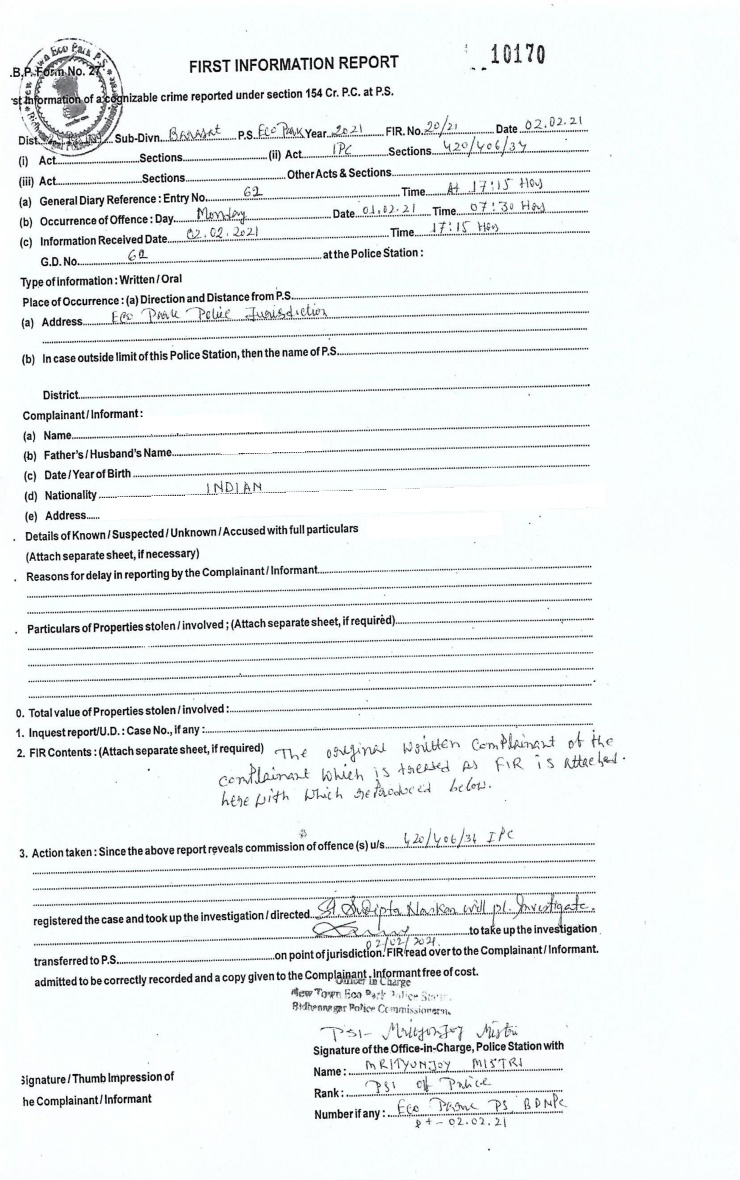 10170
FIRST INFORMATION REPORT
.B.P. Form No. 27
st Information of a cognizable crime reported under section 154 Cr. P.C. at P.S.
Dist. Sub-Divn. Barasat P.S. Eco Park Year 2021 FIR. No. 20/21 Date 02.02.21
(i) Act Sections (ii) Act IPC Sections 420/406/34
(iii) Act Sections Other Acts & Sections
(a) General Diary Reference : Entry No. 62 Time At 17:15 Hrs
(b) Occurrence of Offence : Day Monday Date 01.02.21 Time 07:30 Hrs
(c) Information Received Date 02.02.2021 Time 17:15 Hrs
G.D. No. 62 at the Police Station :
Type of information : Written / Oral
Place of Occurrence : (a) Direction and Distance from P.S.
(a) Address Eco Park Police Jurisdiction
(b) In case outside limit of this Police Station, then the name of P.S.
District
Complainant / Informant :
(a) Name
(b) Father's / Husband's Name
(c) Date / Year of Birth
(d) Nationality INDIAN
(e) Address
Details of Known / Suspected / Unknown / Accused with full particulars
(Attach separate sheet, if necessary)
Reasons for delay in reporting by the Complainant / Informant
Particulars of Properties stolen / involved ; (Attach separate sheet, if required)
0. Total value of Properties stolen / involved :
1. Inquest report / U.D. : Case No., if any :
2. FIR Contents : (Attach separate sheet, if required) The original written complainant of the
complainant which is treated as FIR is attached.
here with which reproduced below.
3. Action taken : Since the above report reveals commission of offence (s) u/s 420/406/34 IPC
registered the case and took up the investigation / directed SI Sudipta Naskar will pl. Investigate.
to take up the investigation
02/02/2021
transferred to P.S. on point of jurisdiction. FIR read over to the Complainant / Informant.
admitted to be correctly recorded and a copy given to the Complainant . Informant free of cost.
Officer in Charge
New Town Eco Park Police Station
Bidhannagar Police Commissionerate
PSI- Mrityunjoy Mistri
Signature of the Office-in-Charge, Police Station with
Name : MRITYUNJOY MISTRI
Signature / Thumb Impression of
Rank : PSI of Police
he Complainant / Informant
Number if any : Eco Park PS, BDNPC
dt - 02.02.21